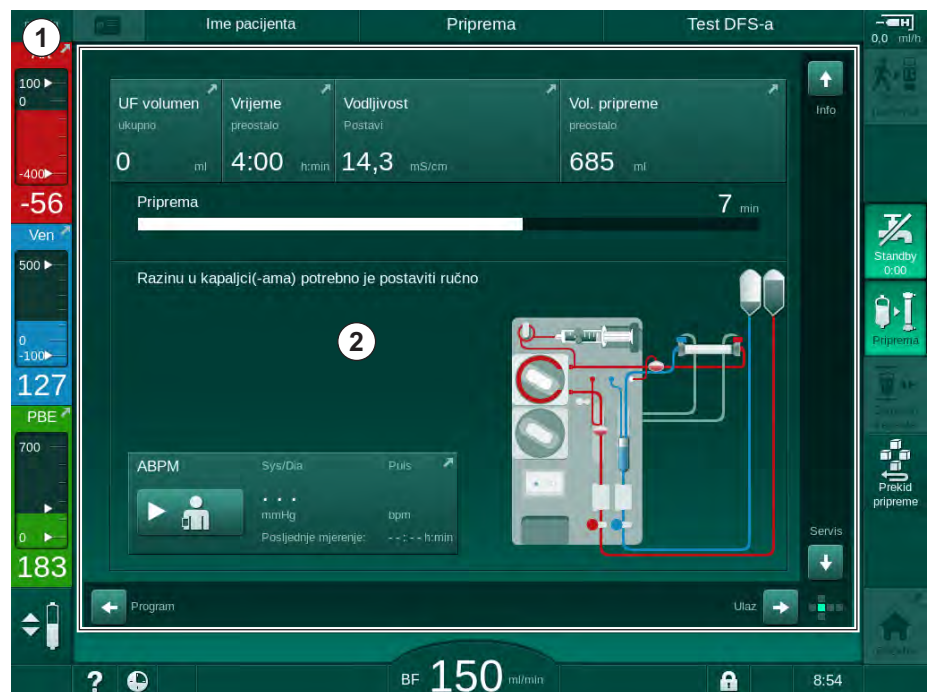 1
Ime pacijenta
Priprema
Test DFS-a
0,0 ml/h
100
0
-400
-56
Ven
500
0
-100
127
PBE
700
0
183
UF volumen
ukupno
0 ml
Vrijeme
preostalo
4:00 h:min
Vodljivost
Postavi
14,3 mS/cm
Vol. pripreme
preostalo
685 ml
Priprema
7 min
Razinu u kapaljci(-ama) potrebno je postaviti ručno
2
ABPM
Sys/Dia
Puls
. . .
mmHg
bpm
Posljednje mjerenje:
--:-- h:min
Info
Servis
Program
Ulaz
Standby
0:00
Priprema
Prekid
pripreme
?
BF 150 ml/min
8:54